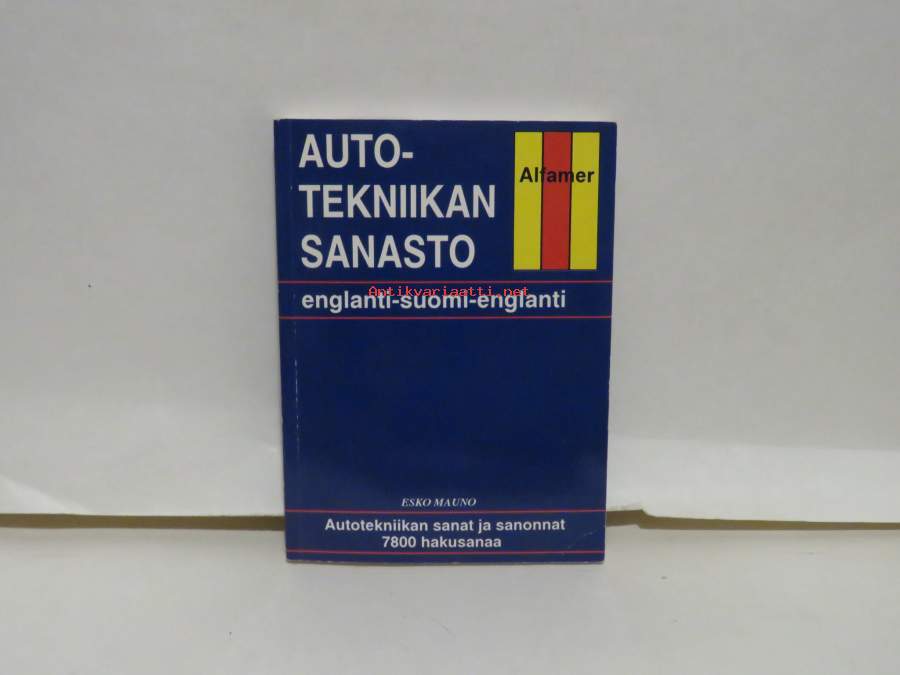 AUTO-
TEKNIIKAN
SANASTO
Alfamer
Antikvariaatti.net
englanti-suomi-englanti
ESKO MAUNO
Autotekniikan sanat ja sanonnat
7800 hakusanaa